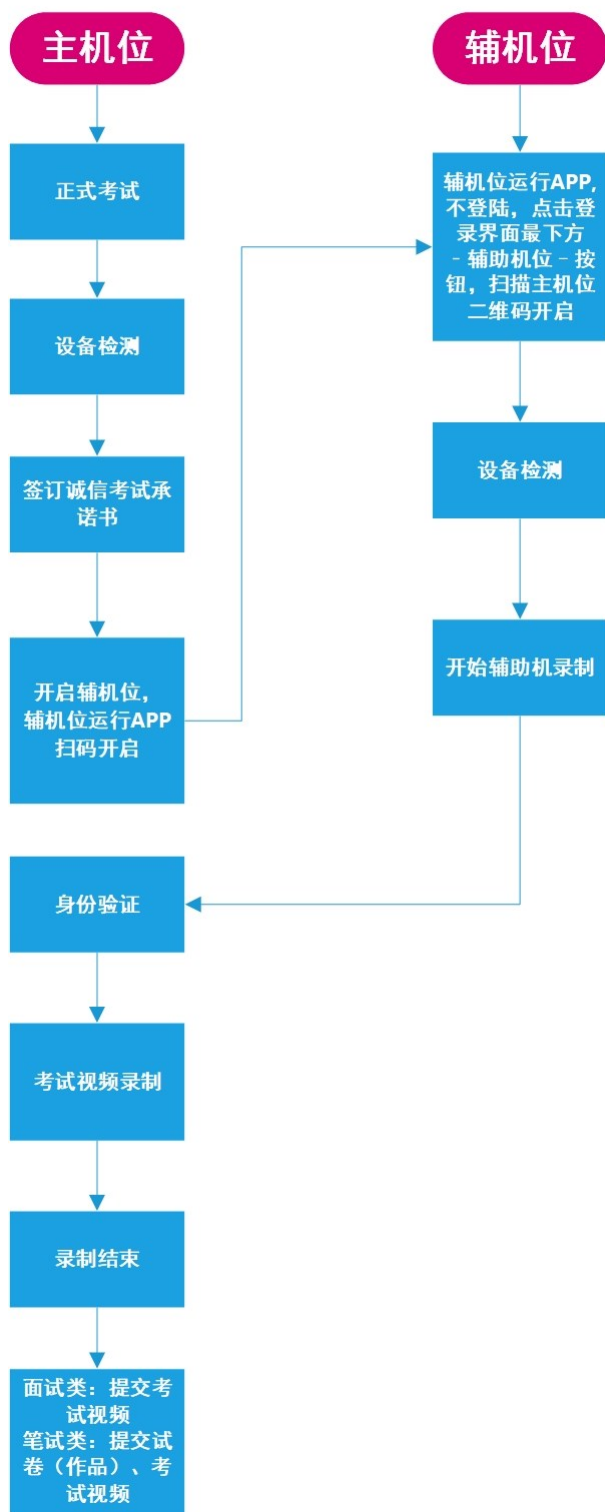 主机位
正式考试
设备检测
签订诚信考试承
诺书
开启辅机位，
辅机位运行APP
扫码开启
辅机位
辅机位运行APP,
不登陆，点击登
录界面最下方
- 辅助机位 - 按
钮，扫描主机位
二维码开启
设备检测
开始辅助机录制
身份验证
考试视频录制
录制结束
面试类：提交考
试视频
笔试类：提交试
卷（作品）、考
试视频